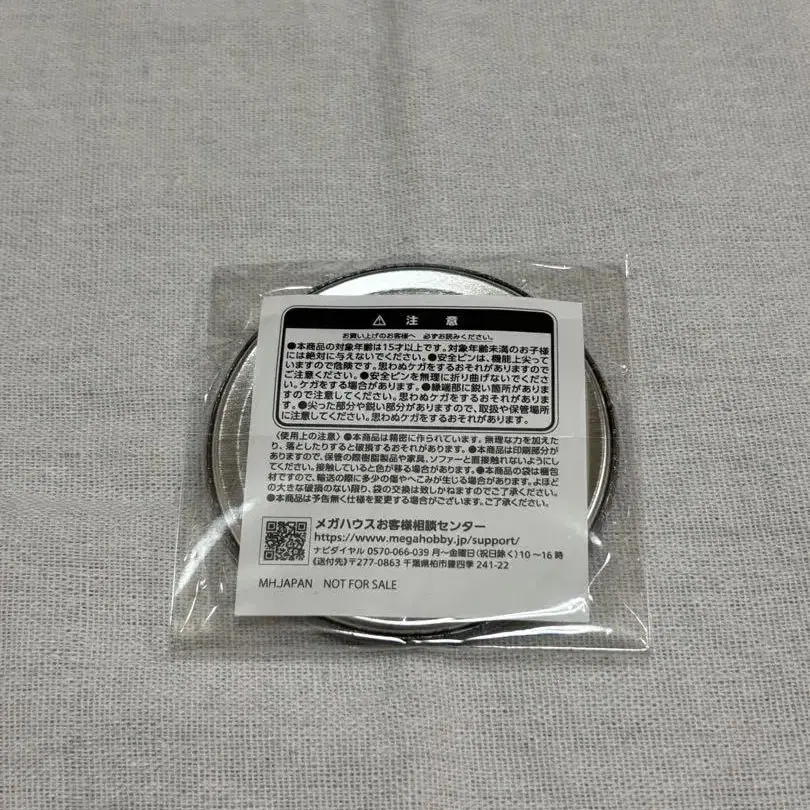 ⚠ 注意
お買い上げのお客様へ 必ずお読みください。
●本商品の対象年齢は15才以上です。対象年齢未満のお子様
には絶対に与えないでください。●安全ピンは、機能上尖って
いますので危険です。思わぬケガをするおそれがありますので
ご注意ください。●安全ピンを無理に折り曲げないでくださ
い。ケガをする場合があります。●縁端部に鋭い箇所がありま
すので注意してください。思わぬケガをするおそれがありま
す。●尖った部分や鋭い部分がありますので、取扱や保管場所
に注意してください。思わぬケガをするおそれがあります。
〈使用上の注意〉●本商品は精密に作られています。無理な力を加えた
り、落としたりすると破損するおそれがあります。●本商品は印刷部分が
ありますので、保管の際樹脂製品や家具、ソファーと直接触れないようにし
てください。接触していると色が移る場合があります。●本商品の袋は梱包
材ですので、輸送の際に多少の傷やへこみが生じる場合があります。よほど
の大きな破損のない限り、袋の交換は致しかねますのでご了承ください。
●本商品は予告無く仕様を変更する場合がございます。ご了承ください。
メガハウスお客様相談センター
https://www.megahobby.jp/support/
ナビダイヤル 0570-066-039 月～金曜日(祝日除く)10～16時
《送付先》〒277-0863 千葉県柏市豊四季 241-22
MH.JAPAN NOT FOR SALE